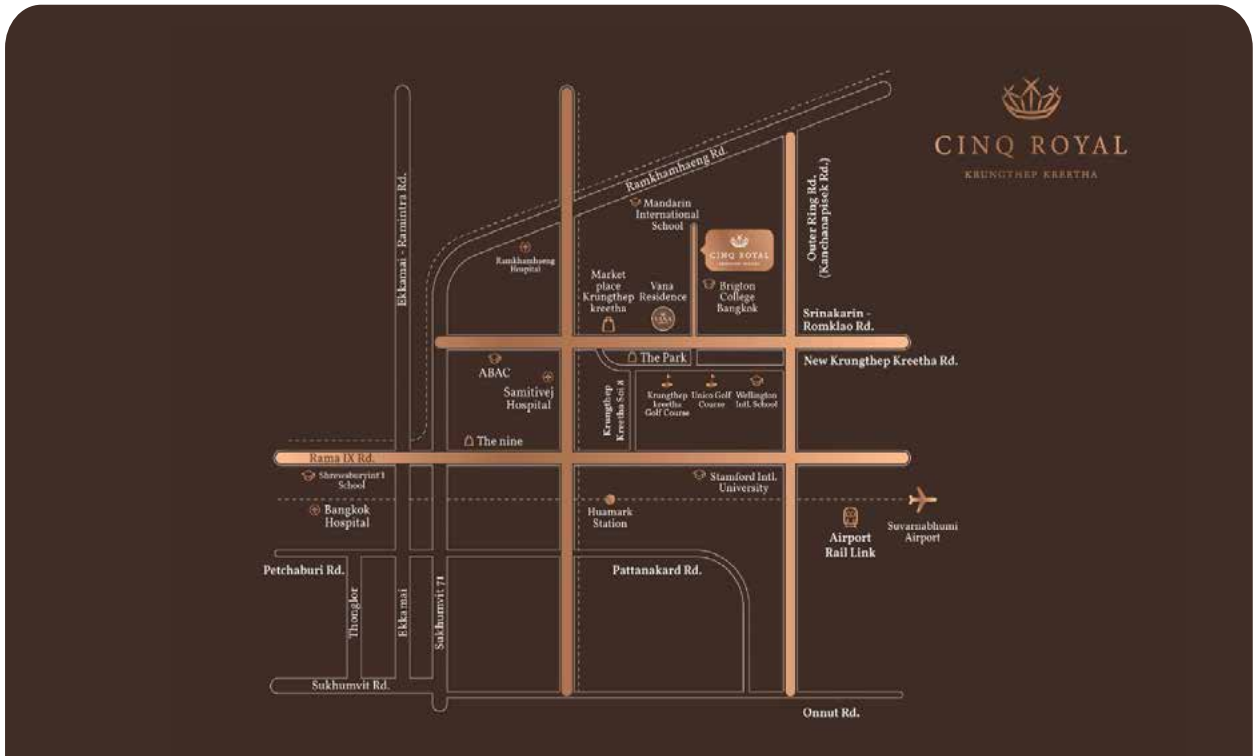 CINQ ROYAL
KRUNGTHEP KREETHA
Ekkamai - Ramintra Rd.
Ramkhamhaeng Rd.
Outer Ring Rd.
(Kanchanapisek Rd.)
Mandarin
International
School
Ramkhamhaeng
Hospital
CINQ ROYAL
Market
place
Krungthep
kreetha
Vana
Residence
VANA
Brigton
College
Bangkok
Srinakarin -
Romklao Rd.
New Krungthep Kreetha Rd.
The Park
ABAC
Samitivej
Hospital
Krungthep
Kreetha Soi 8
Krungthep
kreetha
Golf Course
Unico Golf
Course
Wellington
Intl. School
The nine
Rama IX Rd.
Shrewsburyint'l
School
Stamford Intl.
University
Bangkok
Hospital
Huamark
Station
Airport
Rail Link
Suvarnabhumi
Airport
Petchaburi Rd.
Pattanakard Rd.
Thonglor
Ekkamai
Sukhumvit 71
Sukhumvit Rd.
Onnut Rd.